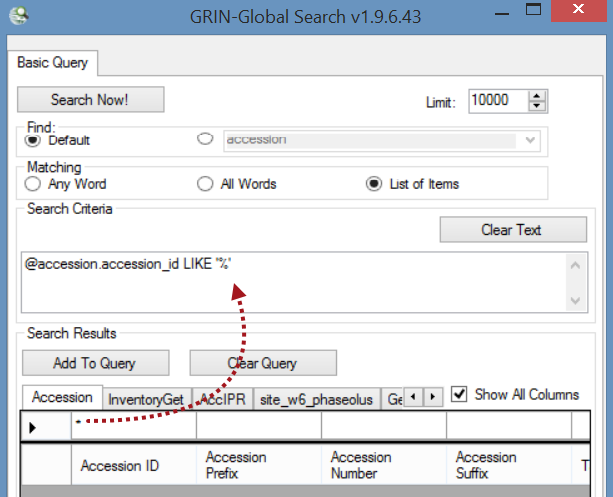 GRIN-Global Search v1.9.6.43
Basic Query
Search Now!
Limit: 10000
Find:
Default
accession
Matching
Any Word
All Words
List of Items
Search Criteria
Clear Text
@accession.accession_id LIKE '%'
Search Results
Add To Query
Clear Query
Accession
InventoryGet
AccIPR
site_w6_phaseolus
Ge
Show All Columns
*
Accession ID
Accession
Prefix
Accession
Number
Accession
Suffix
T